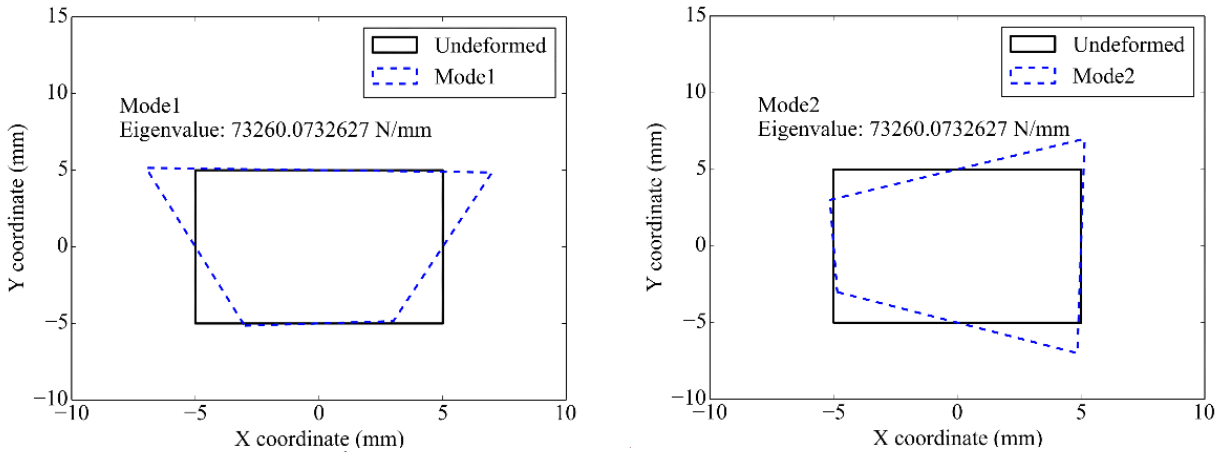 15
10
5
0
−5
−10
Y coordinate (mm)
Undeformed
Mode1
Mode1
Eigenvalue: 73260.0732627 N/mm
−10
−5
0
5
10
X coordinate (mm)
15
10
5
0
−5
−10
Y coordinate (mm)
Undeformed
Mode2
Mode2
Eigenvalue: 73260.0732627 N/mm
−10
−5
0
5
10
X coordinate (mm)